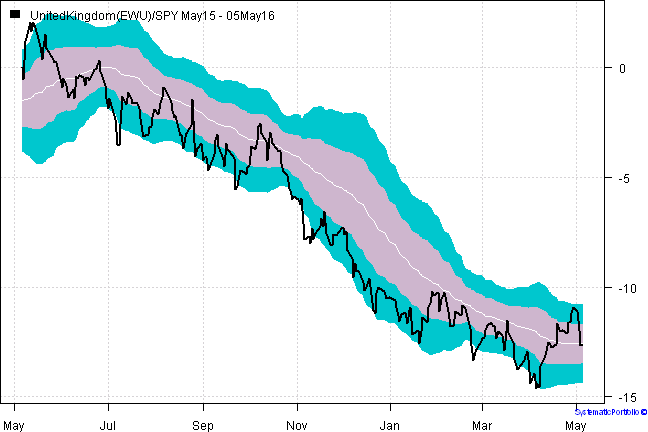 UnitedKingdom(EWU)/SPY May15 - 05May16
0
-5
-10
-15
May Jul Sep Nov Jan Mar May
SystematicPortfolio ©